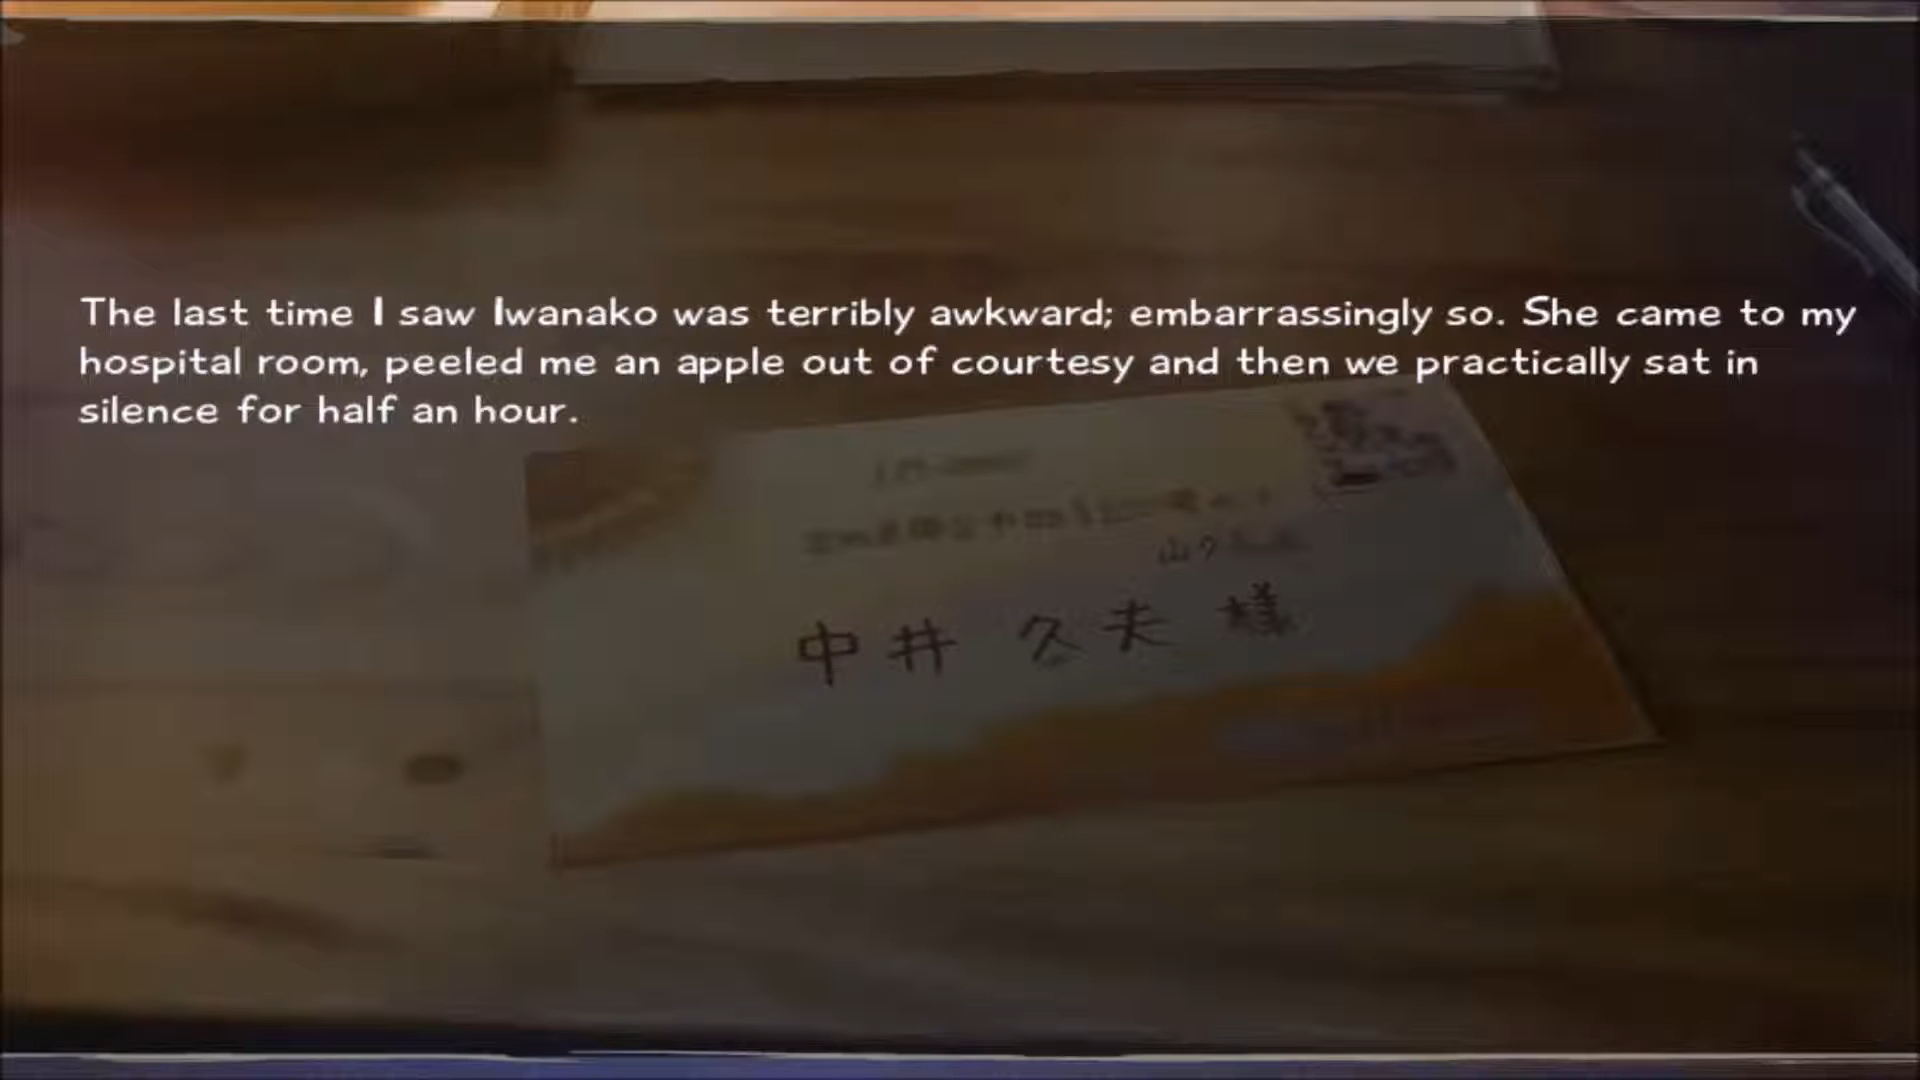 The last time I saw Iwanako was terribly awkward; embarrassingly so. She came to my
hospital room, peeled me an apple out of courtesy and then we practically sat in
silence for half an hour.
中井 久夫 様